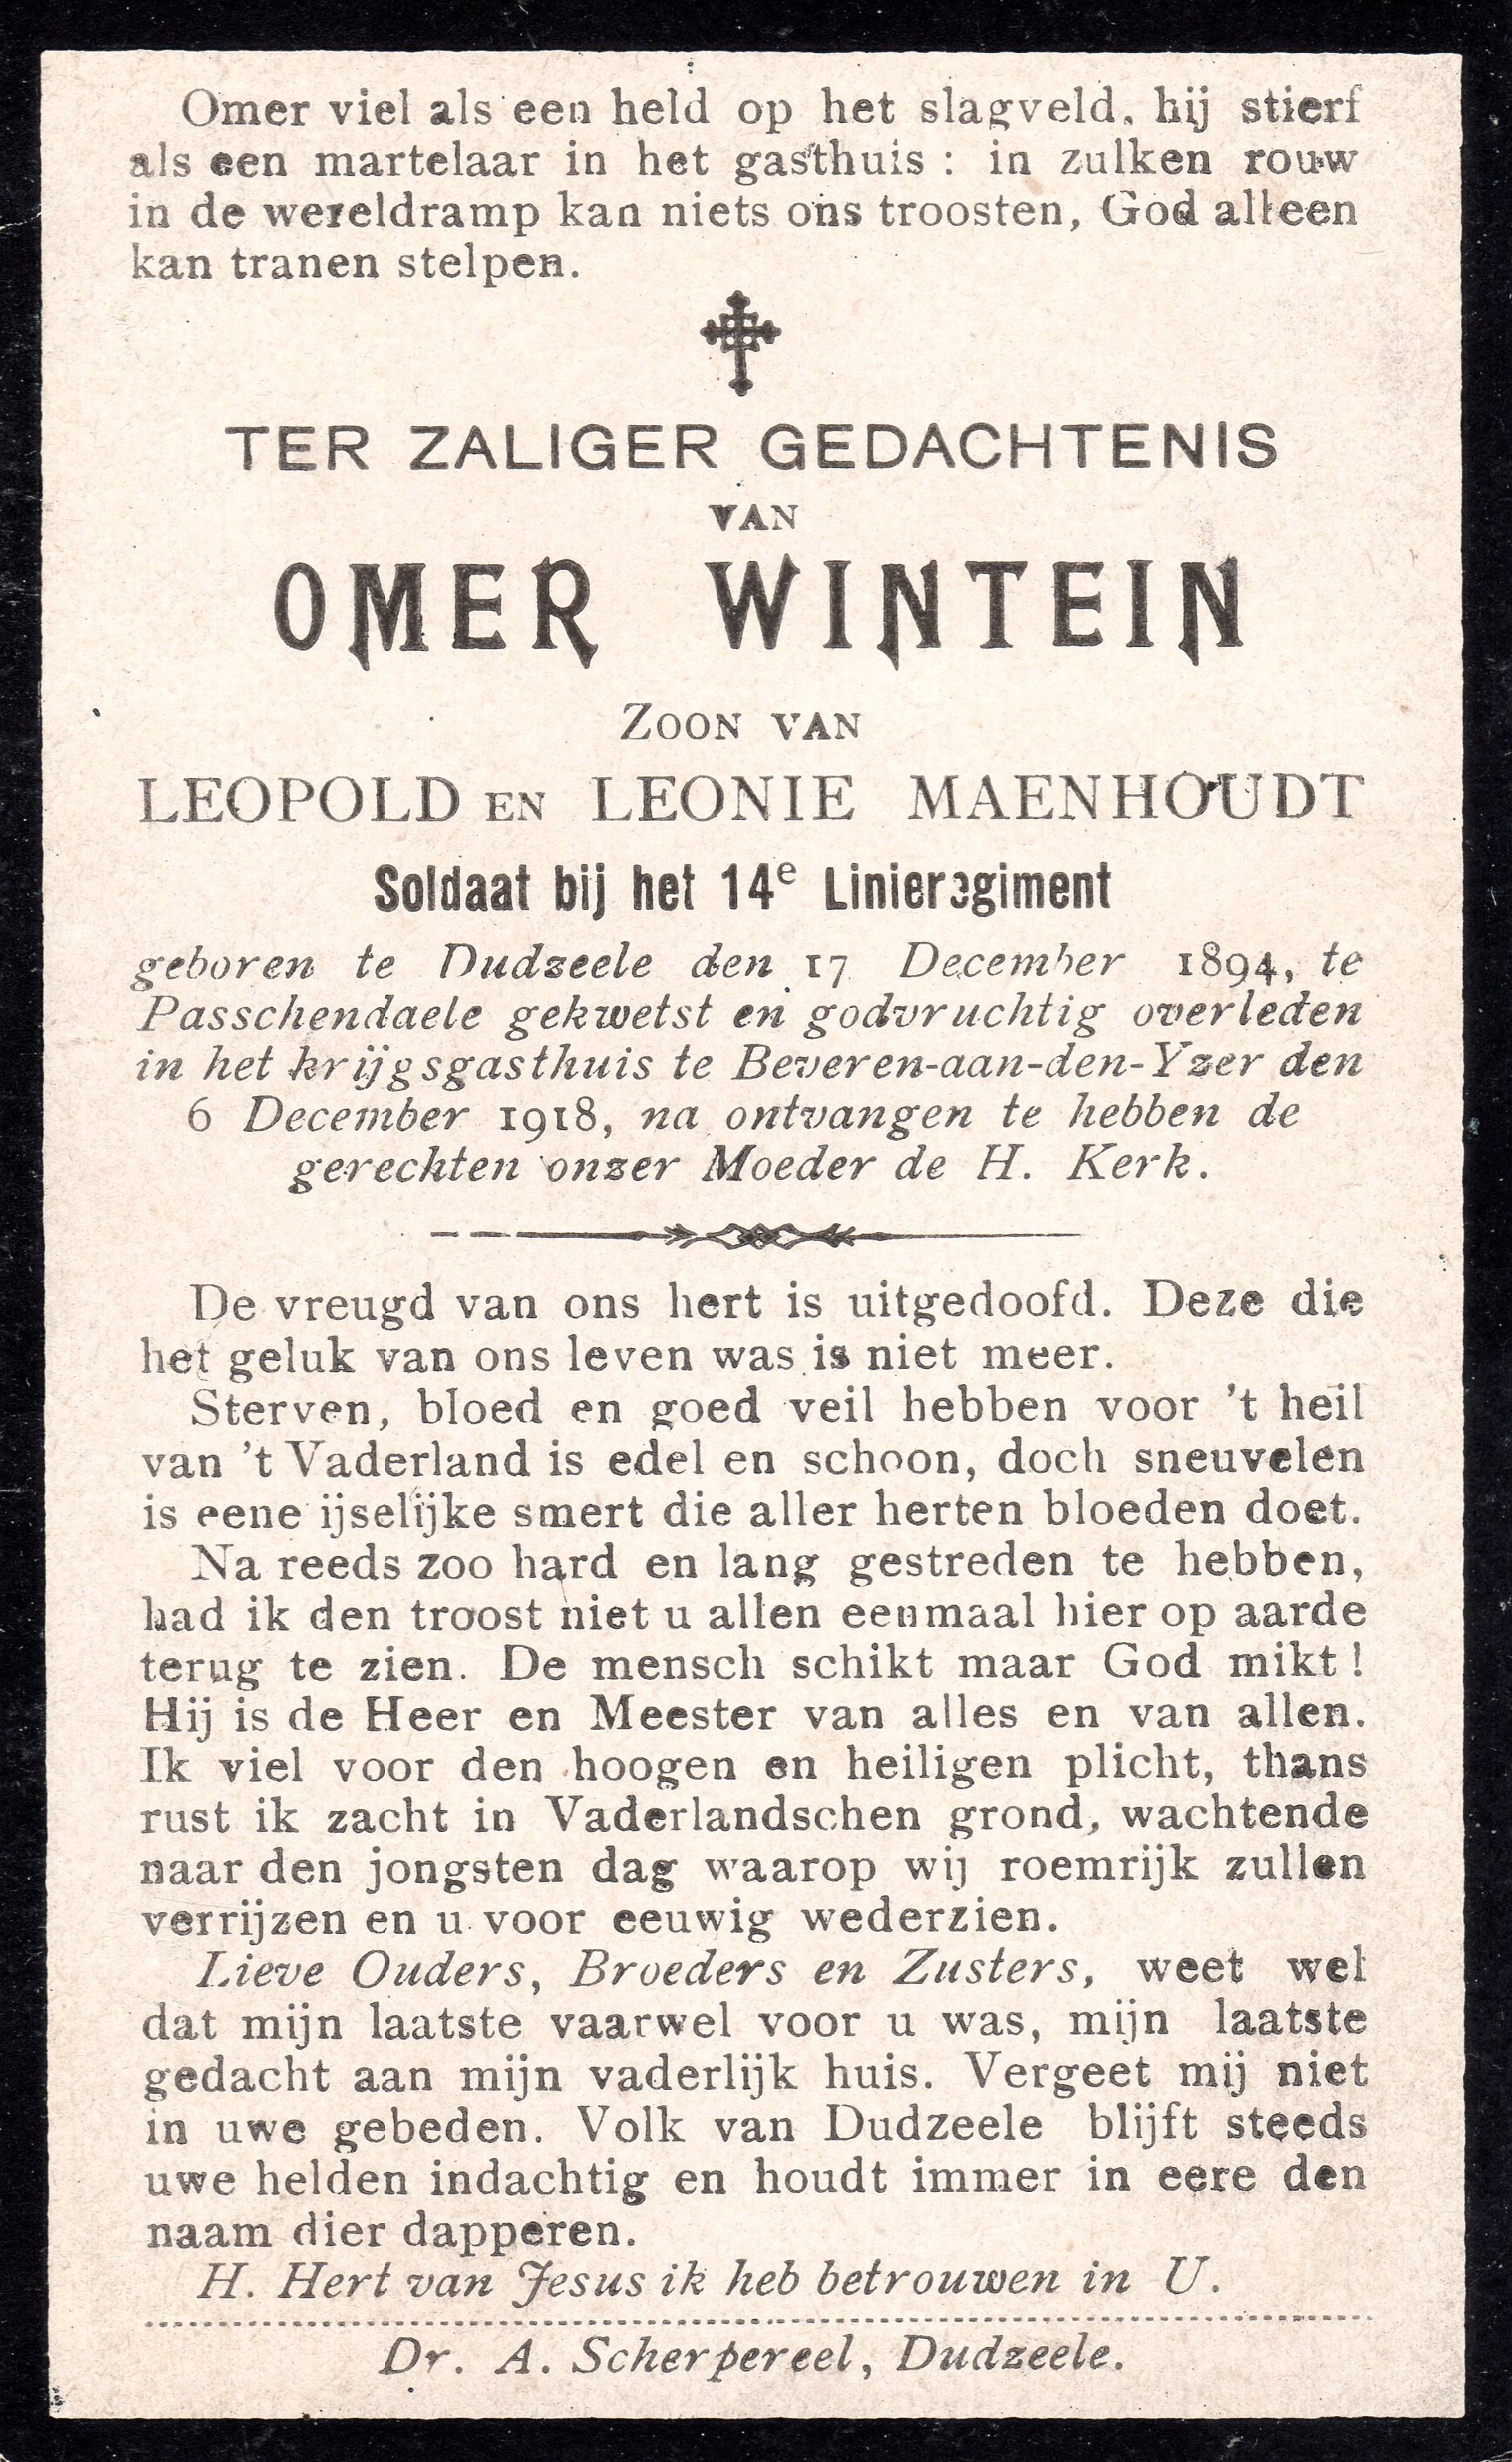 Omer viel als een held op het slagveld, hij stierf
als een martelaar in het gasthuis : in zulken rouw
in de wereldramp kan niets ons troosten, God alleen
kan tranen stelpen.
TER ZALIGER GEDACHTENIS
VAN
OMER WINTEIN
ZOON VAN
LEOPOLD EN LEONIE MAENHOUDT
Soldaat bij het 14e Linieregiment
geboren te Dudzeele den 17 December 1894, te
Passchendaele gekwetst en godvruchtig overleden
in het krijgsgasthuis te Beveren-aan-den-Yzer den
6 December 1918, na ontvangen te hebben de
gerechten onzer Moeder de H. Kerk.
De vreugd van ons hert is uitgedoofd. Deze die
het geluk van ons leven was is niet meer.
Sterven, bloed en goed veil hebben voor 't heil
van 't Vaderland is edel en schoon, doch sneuvelen
is eene ijselijke smert die aller herten bloeden doet.
Na reeds zoo hard en lang gestreden te hebben,
had ik den troost niet u allen eenmaal hier op aarde
terug te zien. De mensch schikt maar God mikt !
Hij is de Heer en Meester van alles en van allen.
Ik viel voor den hoogen en heiligen plicht, thans
rust ik zacht in Vaderlandschen grond, wachtende
naar den jongsten dag waarop wij roemrijk zullen
verrijzen en u voor eeuwig wederzien.
Lieve Ouders, Broeders en Zusters, weet wel
dat mijn laatste vaarwel voor u was, mijn laatste
gedacht aan mijn vaderlijk huis. Vergeet mij niet
in uwe gebeden. Volk van Dudzeele blijft steeds
uwe helden indachtig en houdt immer in eere den
naam dier dapperen.
H. Hert van Jesus ik heb betrouwen in U.
Dr. A. Scherpereel, Dudzeele.